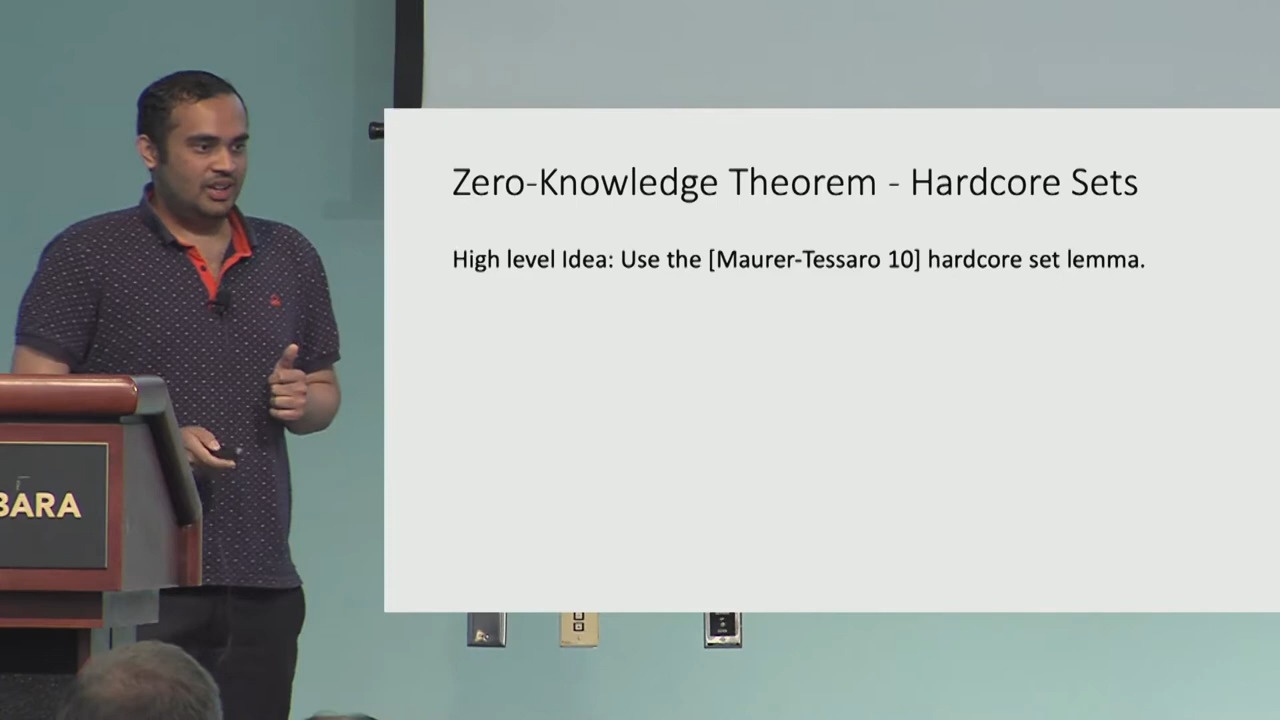 Zero-Knowledge Theorem - Hardcore Sets
High level Idea: Use the [Maurer-Tessaro 10] hardcore set lemma.
BARA